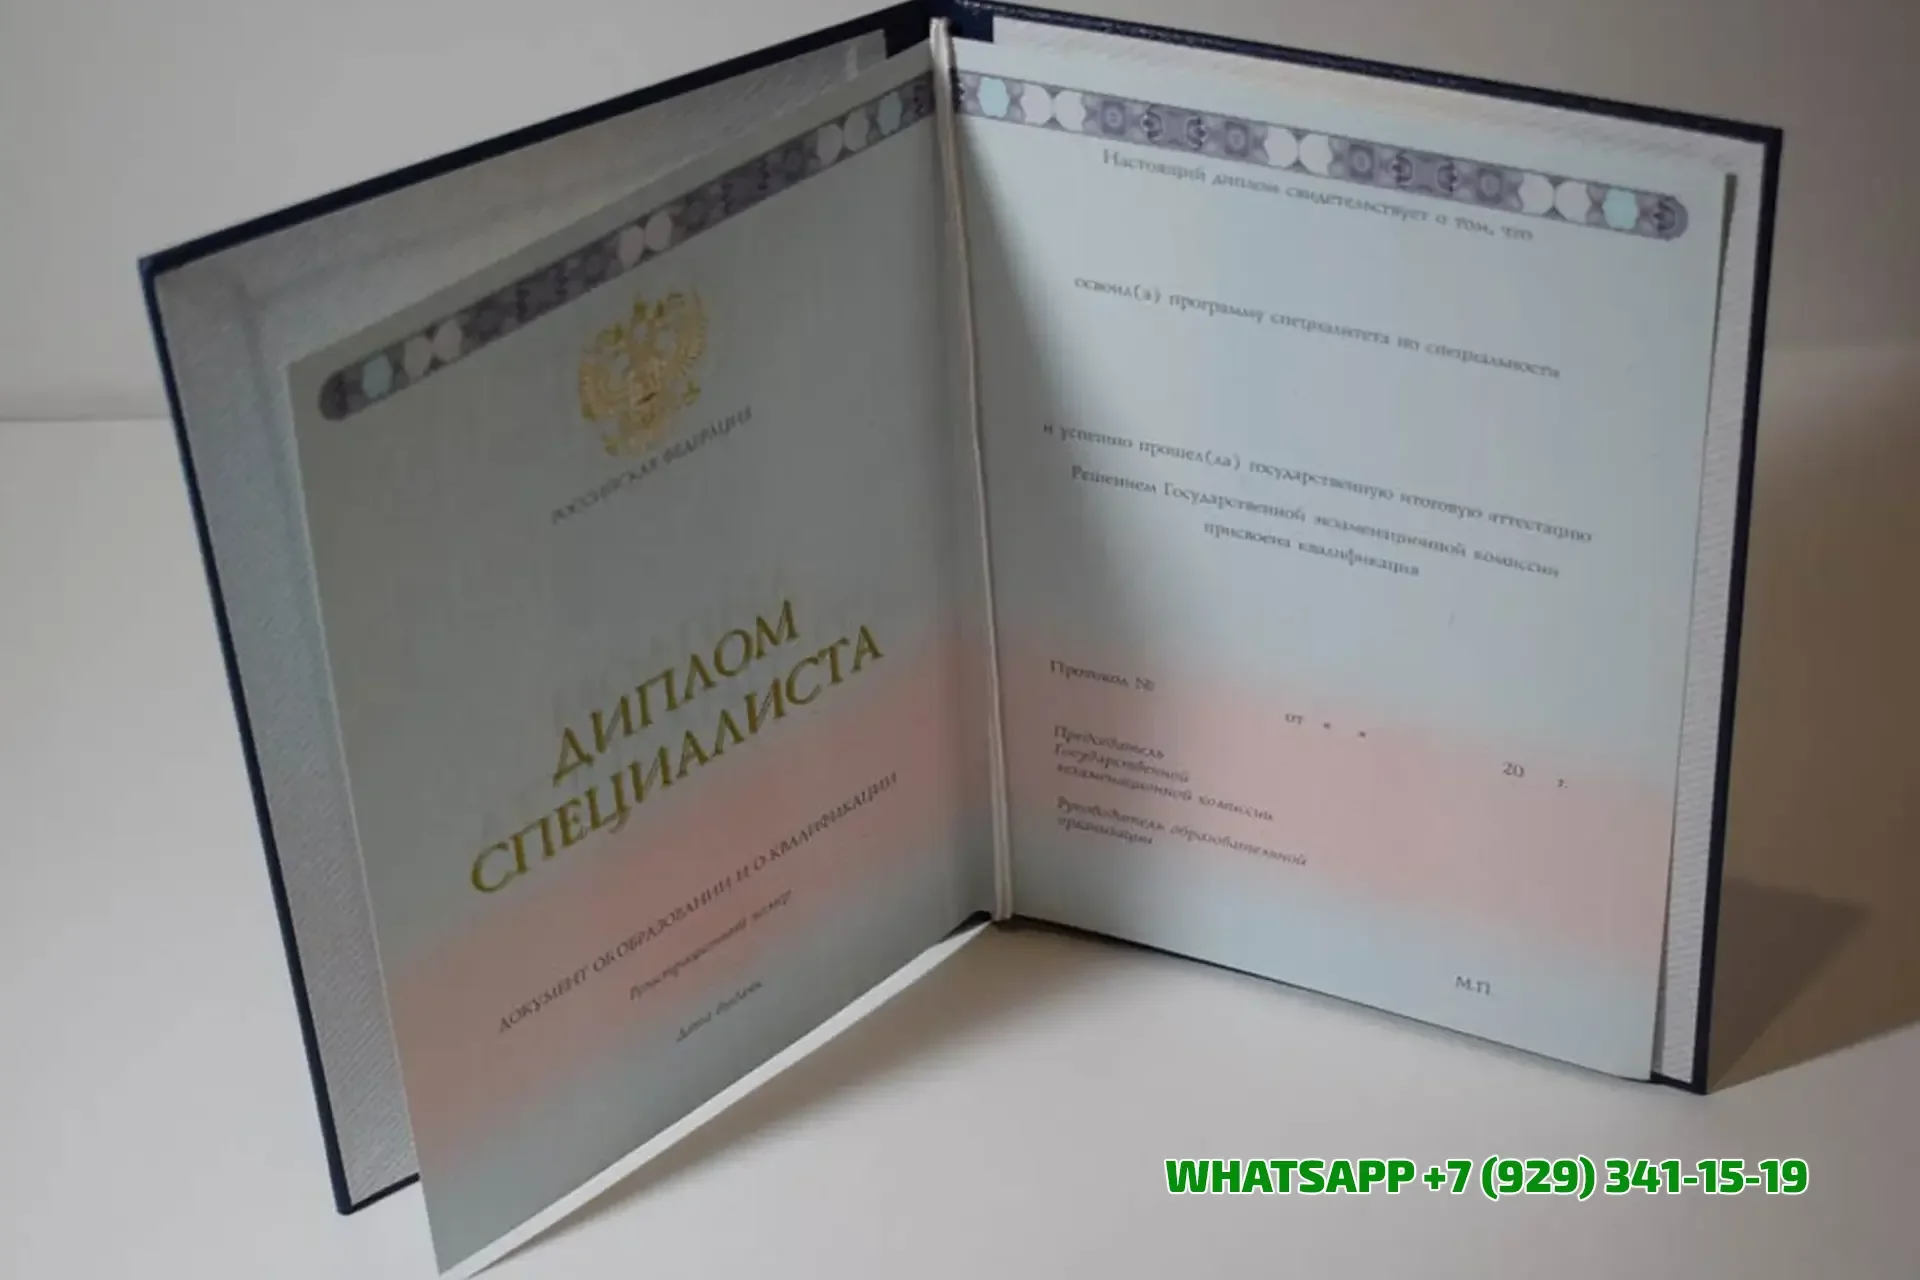 РОССИЙСКАЯ ФЕДЕРАЦИЯ
ДИПЛОМ
СПЕЦИАЛИСТА
ДОКУМЕНТ ОБ ОБРАЗОВАНИИ И О КВАЛИФИКАЦИИ
Регистрационный номер
Дата выдачи
Настоящий диплом свидетельствует о том, что
освоил(а) программу специалитета по специальности
и успешно прошел(ла) государственную итоговую аттестацию
Решением Государственной экзаменационной комиссии
присвоена квалификация
Протокол №
от « » 20 г.
Председатель
Государственной
экзаменационной комиссии
Руководитель образовательной
организации
М.П.
WHATSAPP +7 (929) 341-15-19